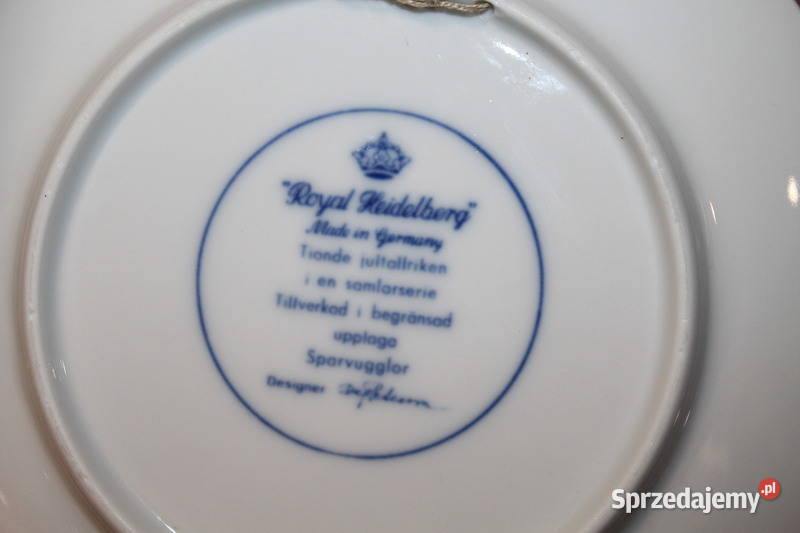 "Royal Heidelberg"
Made in Germany
Tionde jultallriken
i en samlarserie
Tillverkad i begränsad
upplaga
Sparvugglor
Designer
Sprzedajemy.pl